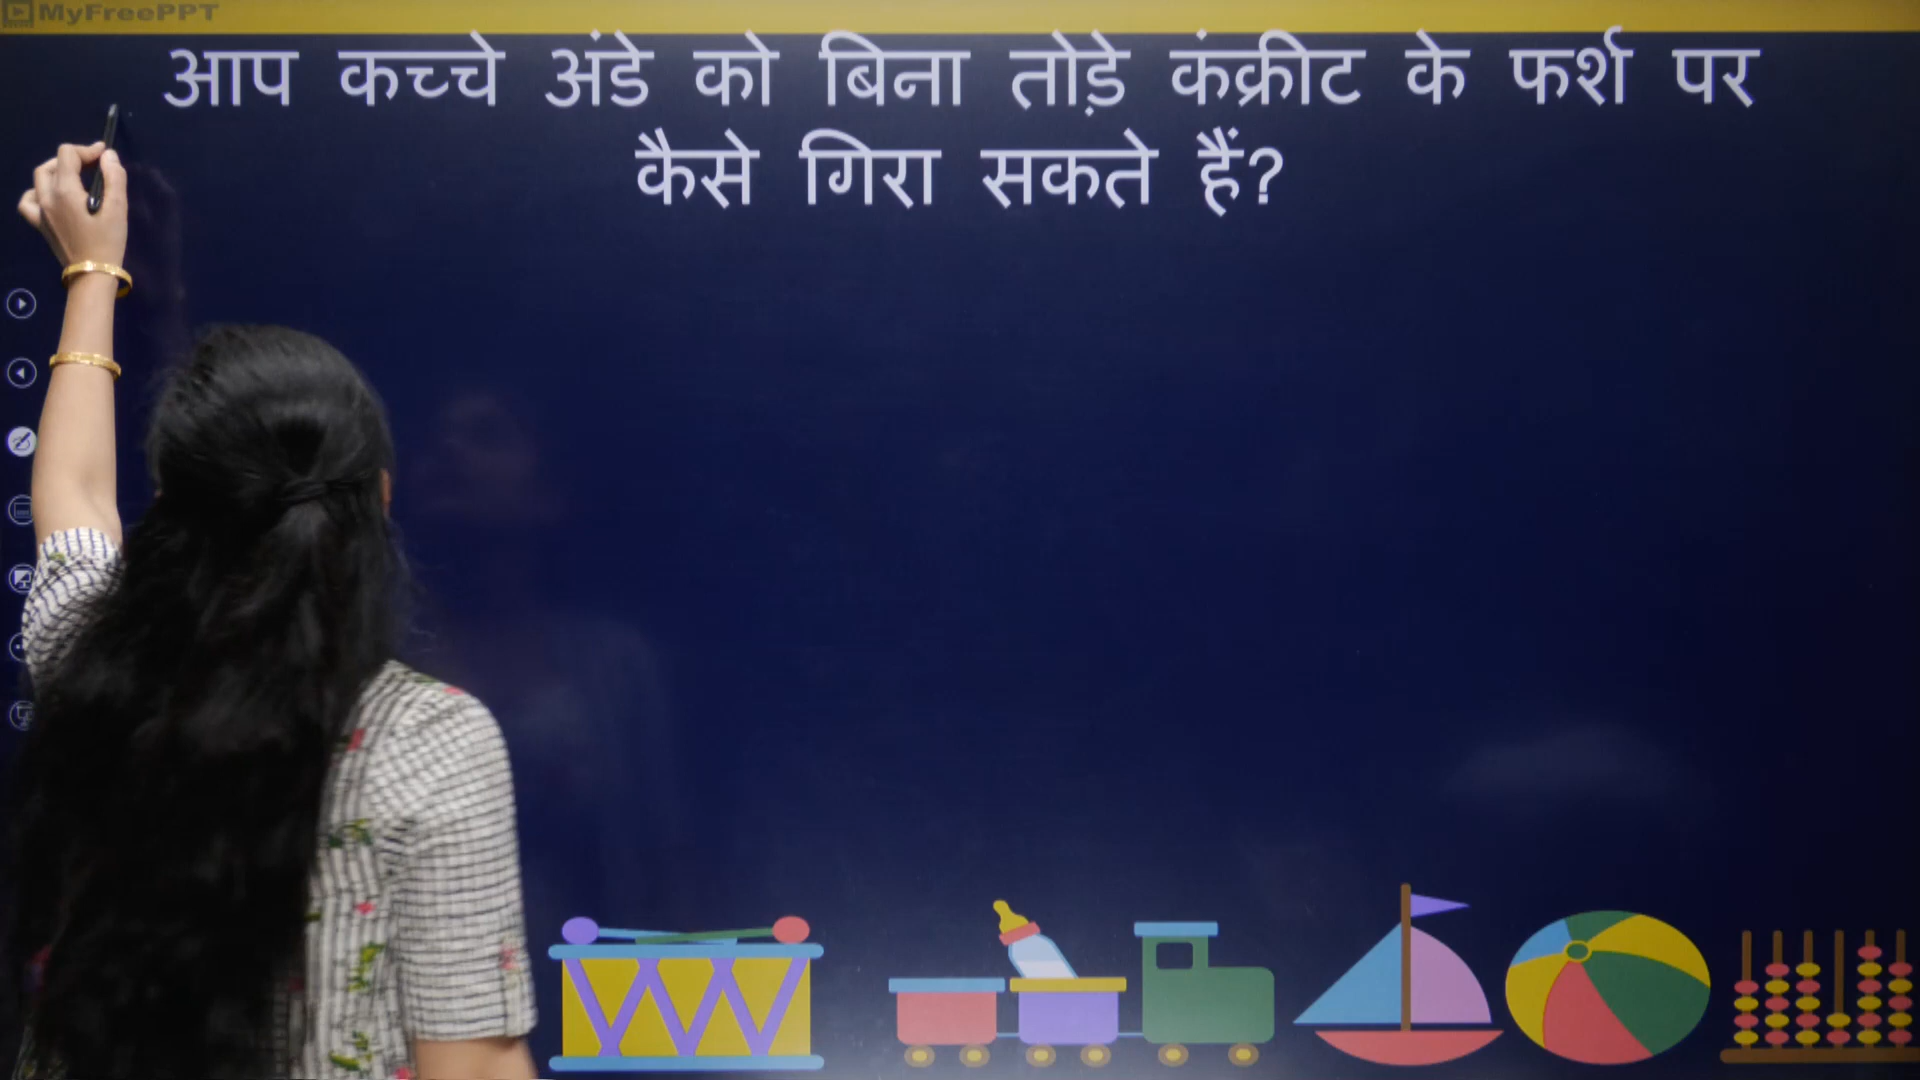 MyFreePPT
आप कच्चे अंडे को बिना तोड़े कंक्रीट के फर्श पर
कैसे गिरा सकते हैं?